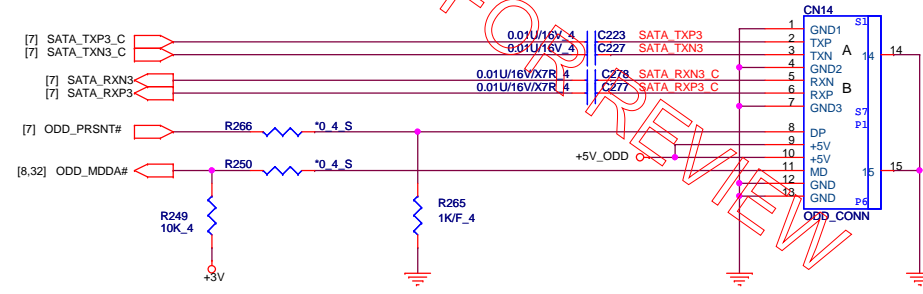 CN14
[7] SATA_TXP3_C 0.01U/16V_4 C223 SATA_TXP3 1 GND1 S1
[7] SATA_TXN3_C 0.01U/16V_4 C227 SATA_TXN3 2 TXP
3 TXN A 14 14
4 GND2
[7] SATA_RXN3 0.01U/16V/X7R_4 C278 SATA_RXN3_C 5 RXN B
[7] SATA_RXP3 0.01U/16V/X7R_4 C277 SATA_RXP3_C 6 RXP
7 GND3 S7
P1
[7] ODD_PRSNT# R266 *0_4_S 8 DP
9 +5V
+5V_ODD 10 +5V
[8,32] ODD_MDDA# R250 *0_4_S 11 MD 15 15
12 GND
13 GND P6
ODD_CONN
R249
10K_4
R265
1K/F_4
+3V
FOR REVIEW